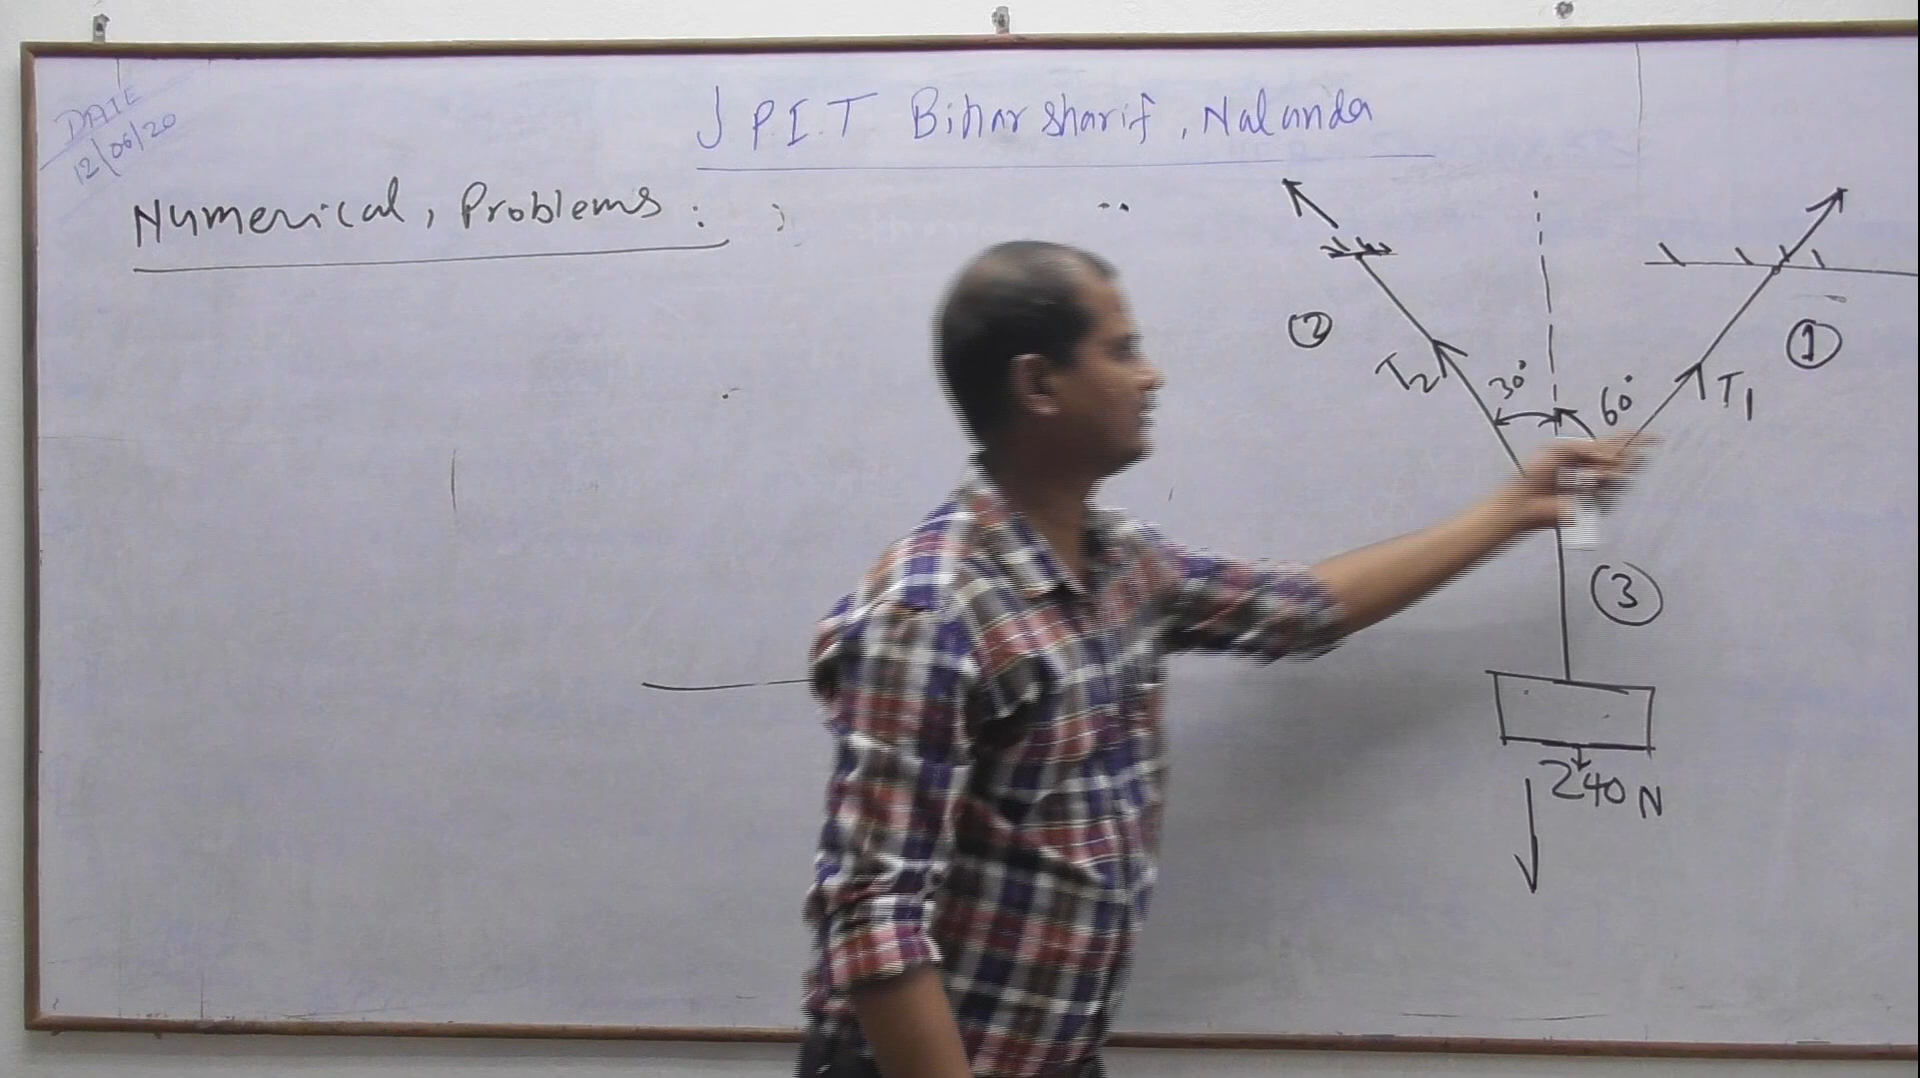 DATE
12/06/20
J P.I.T Bihar sharif, Nalanda
Numerical, Problems :
②
①
T2
30°
60°
T1
③
240 N